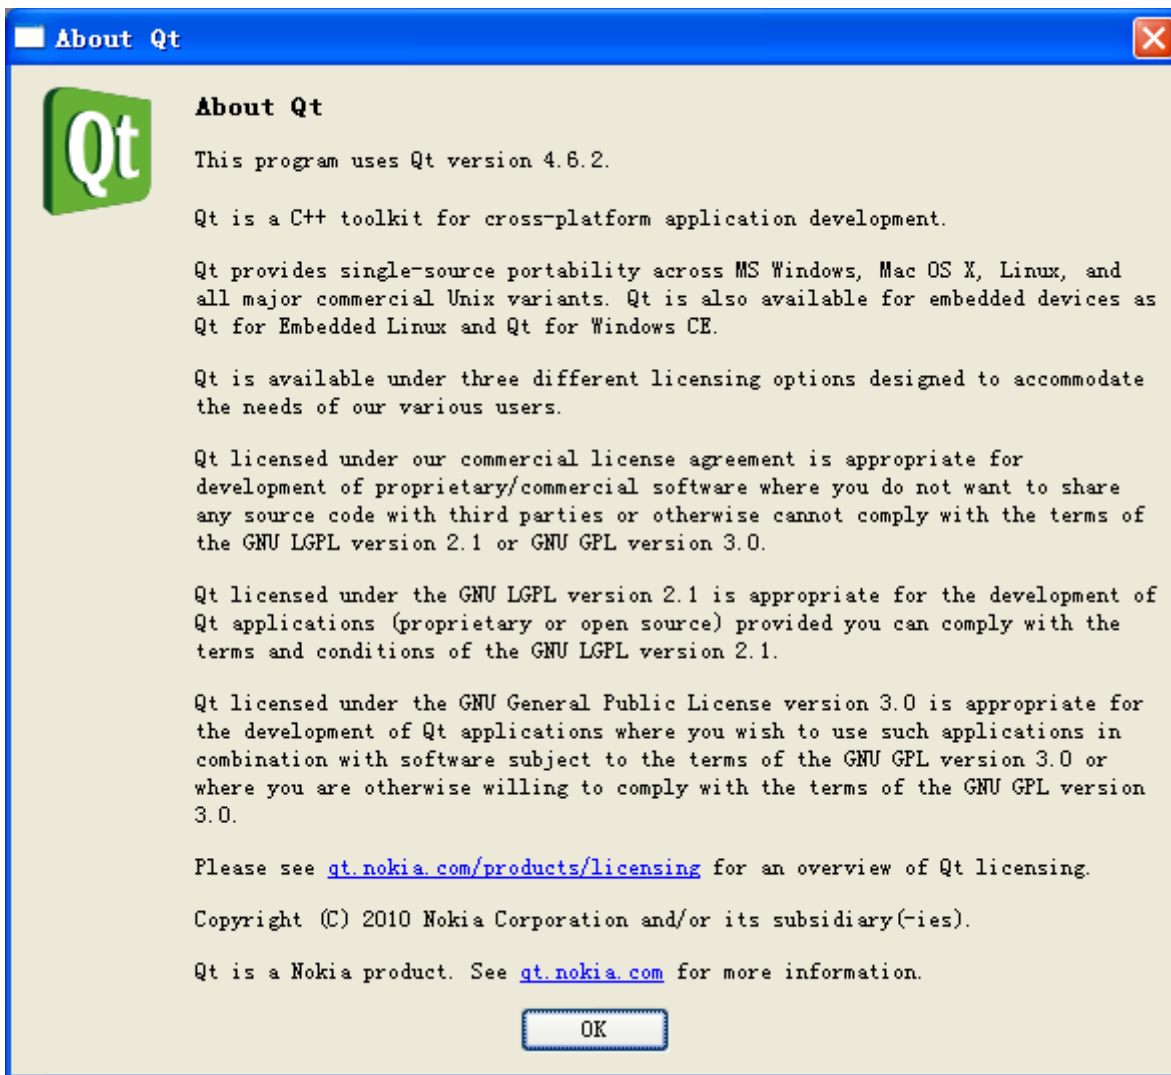 About Qt
Qt
About Qt
This program uses Qt version 4.6.2.
Qt is a C++ toolkit for cross-platform application development.
Qt provides single-source portability across MS Windows, Mac OS X, Linux, and
all major commercial Unix variants. Qt is also available for embedded devices as
Qt for Embedded Linux and Qt for Windows CE.
Qt is available under three different licensing options designed to accommodate
the needs of our various users.
Qt licensed under our commercial license agreement is appropriate for
development of proprietary/commercial software where you do not want to share
any source code with third parties or otherwise cannot comply with the terms of
the GNU LGPL version 2.1 or GNU GPL version 3.0.
Qt licensed under the GNU LGPL version 2.1 is appropriate for the development of
Qt applications (proprietary or open source) provided you can comply with the
terms and conditions of the GNU LGPL version 2.1.
Qt licensed under the GNU General Public License version 3.0 is appropriate for
the development of Qt applications where you wish to use such applications in
combination with software subject to the terms of the GNU GPL version 3.0 or
where you are otherwise willing to comply with the terms of the GNU GPL version
3.0.
Please see qt.nokia.com/products/licensing for an overview of Qt licensing.
Copyright (C) 2010 Nokia Corporation and/or its subsidiary(-ies).
Qt is a Nokia product. See qt.nokia.com for more information.
OK